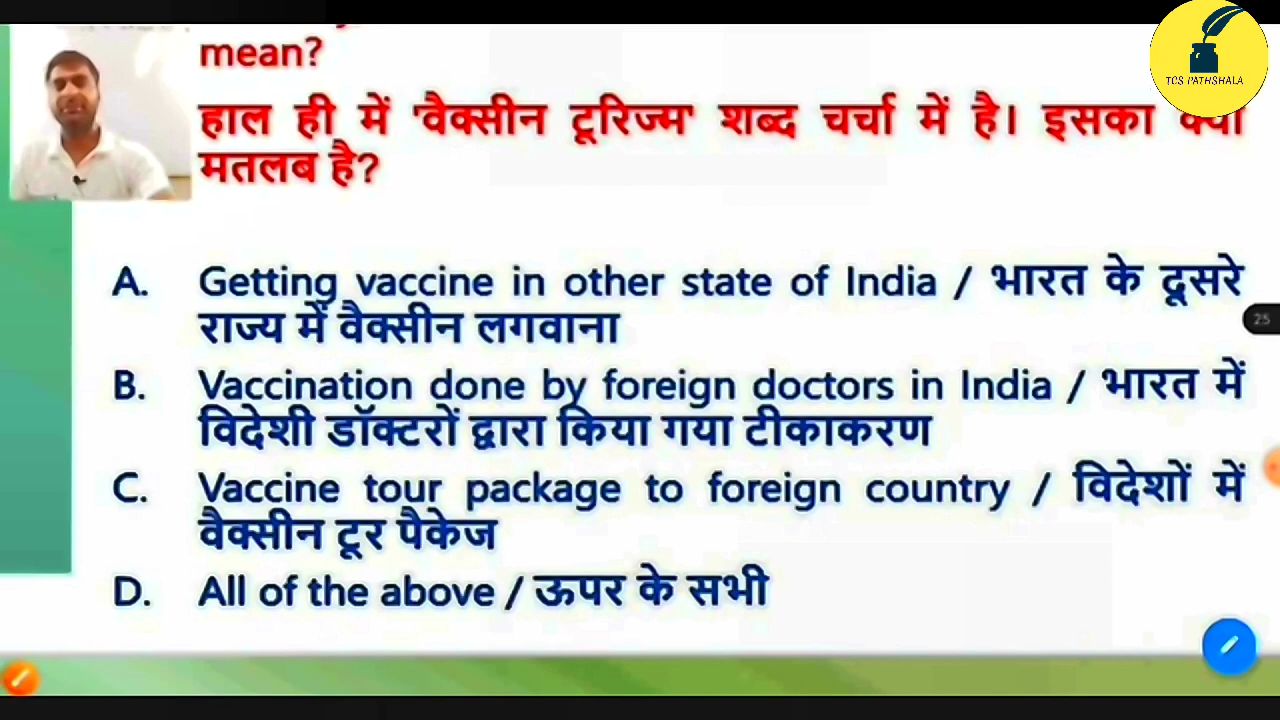 mean?
हाल ही में 'वैक्सीन टूरिज्म' शब्द चर्चा में है। इसका क्या
मतलब है?
TCS PATHSHALA
A. Getting vaccine in other state of India / भारत के दूसरे
राज्य में वैक्सीन लगवाना
25
B. Vaccination done by foreign doctors in India / भारत में
विदेशी डॉक्टरों द्वारा किया गया टीकाकरण
C. Vaccine tour package to foreign country / विदेशों में
वैक्सीन टूर पैकेज
D. All of the above / ऊपर के सभी